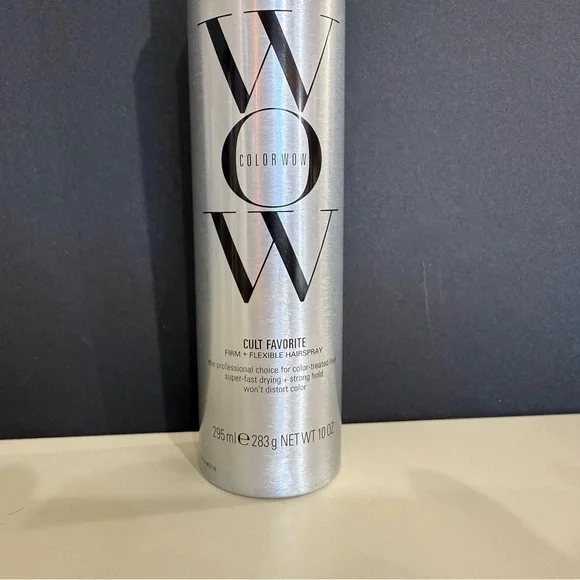 W
O
COLOR WOW
W
CULT FAVORITE
FIRM + FLEXIBLE HAIRSPRAY
the professional choice for color-treated hair
super-fast drying + strong hold
won't distort color
295 ml ℮ 283 g NET WT 10 OZ